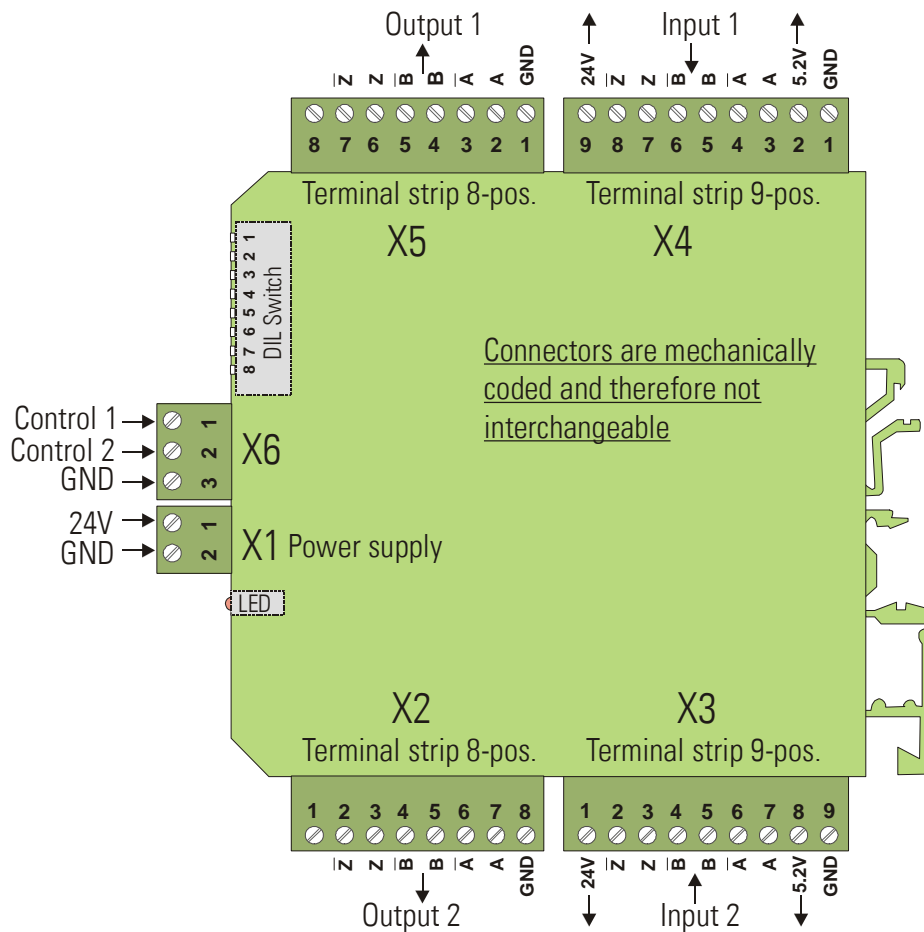 Output 1
Input 1
Z̅ Z B̅ B A̅ A GND
24V Z̅ Z B̅ B A̅ A 5.2V GND
8 7 6 5 4 3 2 1
9 8 7 6 5 4 3 2 1
Terminal strip 8-pos.
Terminal strip 9-pos.
X5
X4
1 2 3 4 5 6 7 8
DIL Switch
Connectors are mechanically
coded and therefore not
interchangeable
Control 1
Control 2
GND
1 2 3
X6
24V
GND
1 2
X1 Power supply
LED
X2
X3
Terminal strip 8-pos.
Terminal strip 9-pos.
1 2 3 4 5 6 7 8
1 2 3 4 5 6 7 8 9
Z̅ Z B̅ B A̅ A GND
24V Z̅ Z B̅ B A̅ A 5.2V GND
Output 2
Input 2